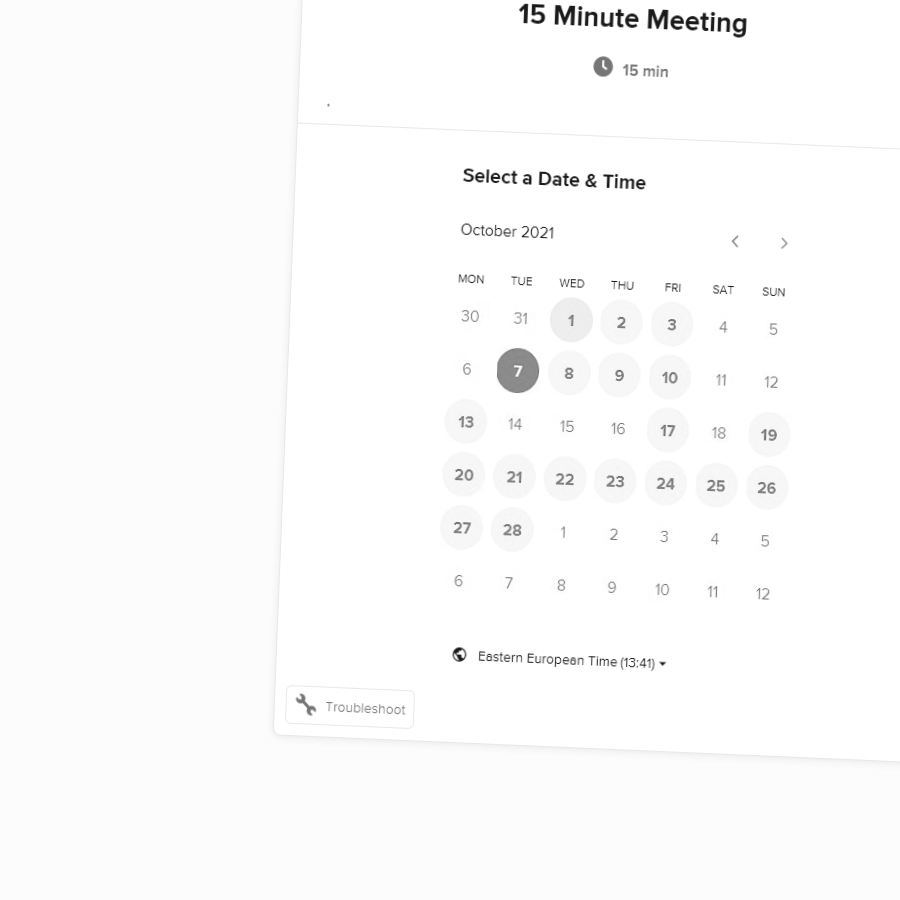 15 Minute Meeting
15 min
.
Select a Date & Time
October 2021
MON TUE WED THU FRI SAT SUN
30 31 1 2 3 4 5
6 7 8 9 10 11 12
13 14 15 16 17 18 19
20 21 22 23 24 25 26
27 28 1 2 3 4 5
6 7 8 9 10 11 12
Eastern European Time (13:41)
Troubleshoot